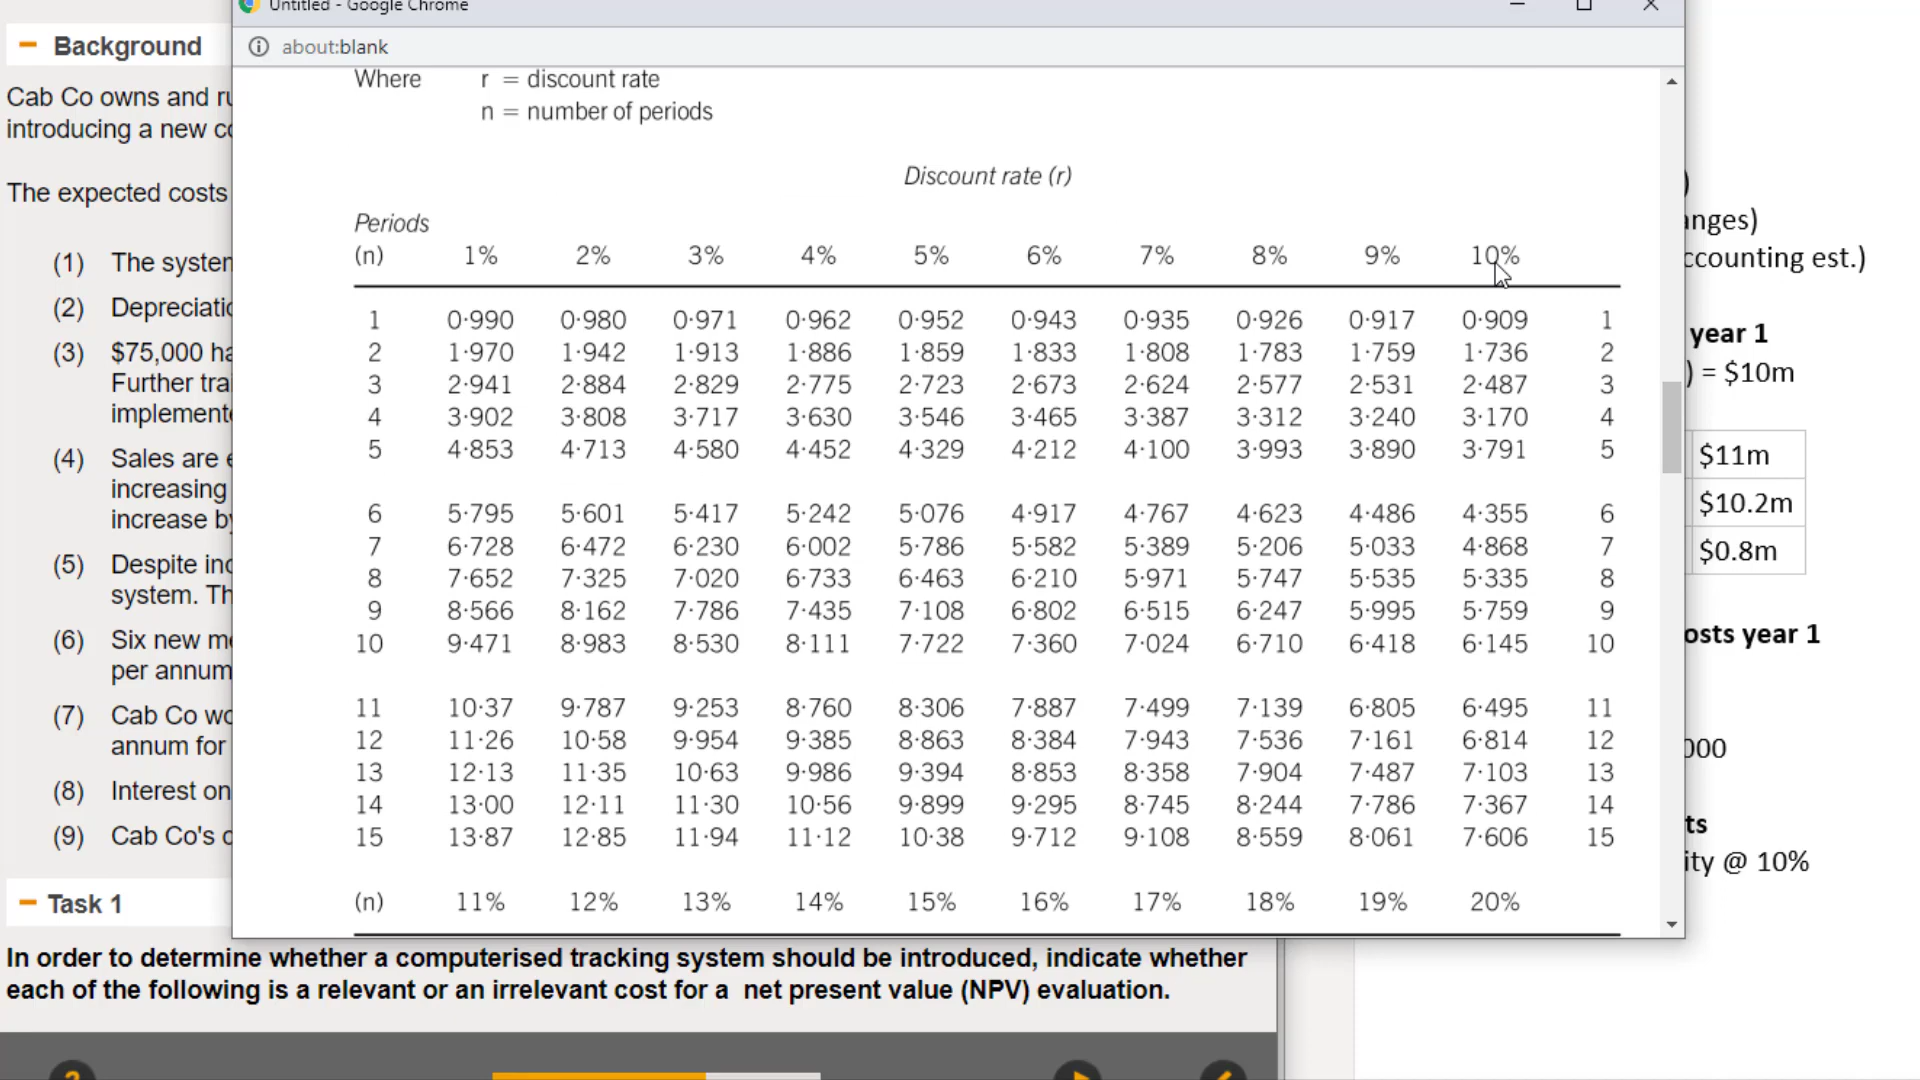 Untitled - Google Chrome
about:blank
Where r = discount rate
n = number of periods
Discount rate (r)
Periods
(n) 1% 2% 3% 4% 5% 6% 7% 8% 9% 10%
1 0·990 0·980 0·971 0·962 0·952 0·943 0·935 0·926 0·917 0·909 1
2 1·970 1·942 1·913 1·886 1·859 1·833 1·808 1·783 1·759 1·736 2
3 2·941 2·884 2·829 2·775 2·723 2·673 2·624 2·577 2·531 2·487 3
4 3·902 3·808 3·717 3·630 3·546 3·465 3·387 3·312 3·240 3·170 4
5 4·853 4·713 4·580 4·452 4·329 4·212 4·100 3·993 3·890 3·791 5
6 5·795 5·601 5·417 5·242 5·076 4·917 4·767 4·623 4·486 4·355 6
7 6·728 6·472 6·230 6·002 5·786 5·582 5·389 5·206 5·033 4·868 7
8 7·652 7·325 7·020 6·733 6·463 6·210 5·971 5·747 5·535 5·335 8
9 8·566 8·162 7·786 7·435 7·108 6·802 6·515 6·247 5·995 5·759 9
10 9·471 8·983 8·530 8·111 7·722 7·360 7·024 6·710 6·418 6·145 10
11 10·37 9·787 9·253 8·760 8·306 7·887 7·499 7·139 6·805 6·495 11
12 11·26 10·58 9·954 9·385 8·863 8·384 7·943 7·536 7·161 6·814 12
13 12·13 11·35 10·63 9·986 9·394 8·853 8·358 7·904 7·487 7·103 13
14 13·00 12·11 11·30 10·56 9·899 9·295 8·745 8·244 7·786 7·367 14
15 13·87 12·85 11·94 11·12 10·38 9·712 9·108 8·559 8·061 7·606 15
(n) 11% 12% 13% 14% 15% 16% 17% 18% 19% 20%
Background
Cab Co owns and
introducing a new
The expected costs
(1) The
(2)
(3) $75,000
Further
(4) Sales are
increasing
increase
(5) Despite
system.
(6) Six new
per annum
(7) Cab Co
annum for
(8) Interest on
(9) Cab Co's
Task 1
In order to determine whether a computerised tracking system should be introduced, indicate whether
each of the following is a relevant or an irrelevant cost for a net present value (NPV) evaluation.
)
est.)
year 1
) = $10m
$11m
$10.2m
$0.8m
year 1
000
@ 10%